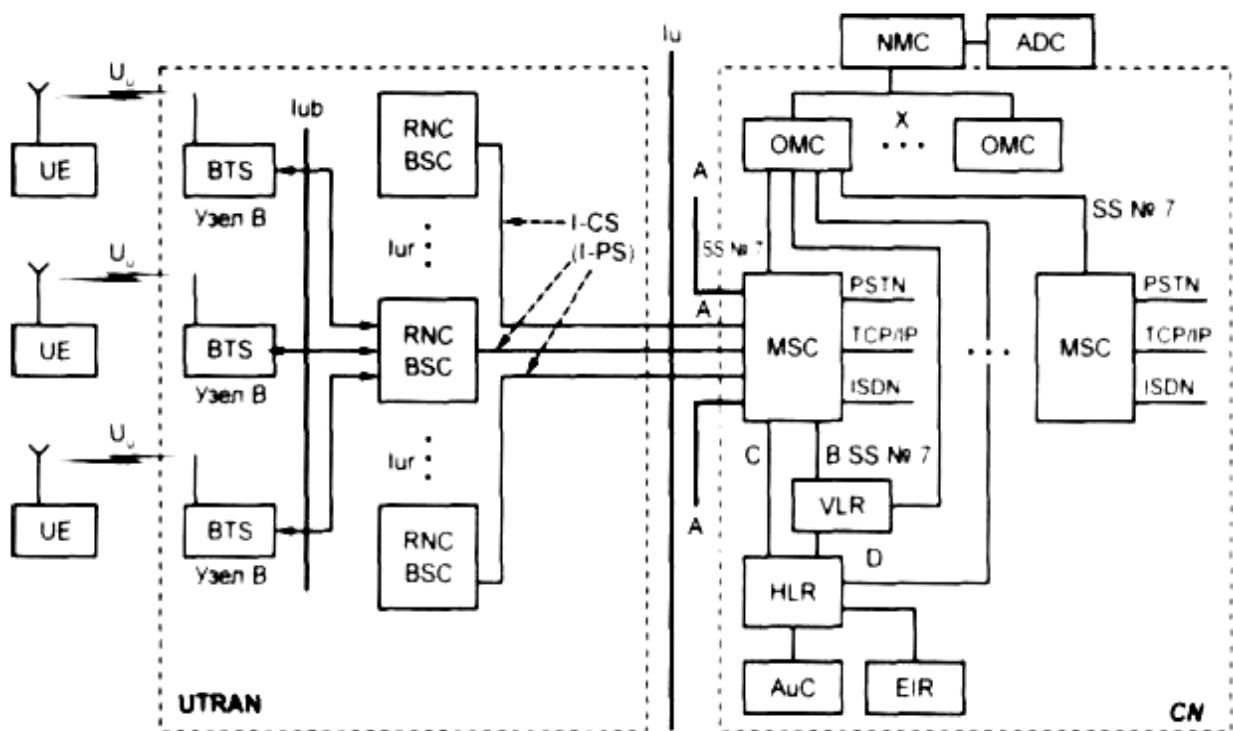 Iu
NMC
ADC
Uu
Uu
Uu
Iub
RNC
BSC
X
OMC
...
OMC
UE
BTS
Узел В
A
SS № 7
I-CS
(I-PS)
Iur
SS № 7
A
PSTN
TCP/IP
ISDN
MSC
...
MSC
PSTN
TCP/IP
ISDN
UE
BTS
Узел В
RNC
BSC
Iur
C
B SS № 7
VLR
A
D
UE
BTS
Узел В
RNC
BSC
HLR
AuC
EIR
UTRAN
CN